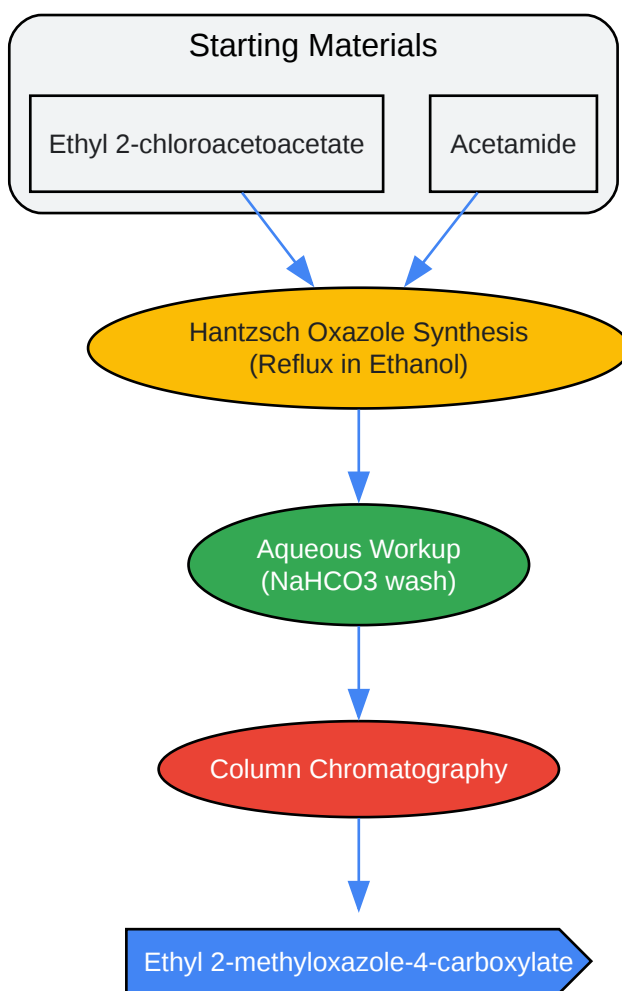 Starting Materials
Ethyl 2-chloroacetoacetate
Acetamide
Hantzsch Oxazole Synthesis
(Reflux in Ethanol)
Aqueous Workup
(NaHCO3 wash)
Column Chromatography
Ethyl 2-methyloxazole-4-carboxylate